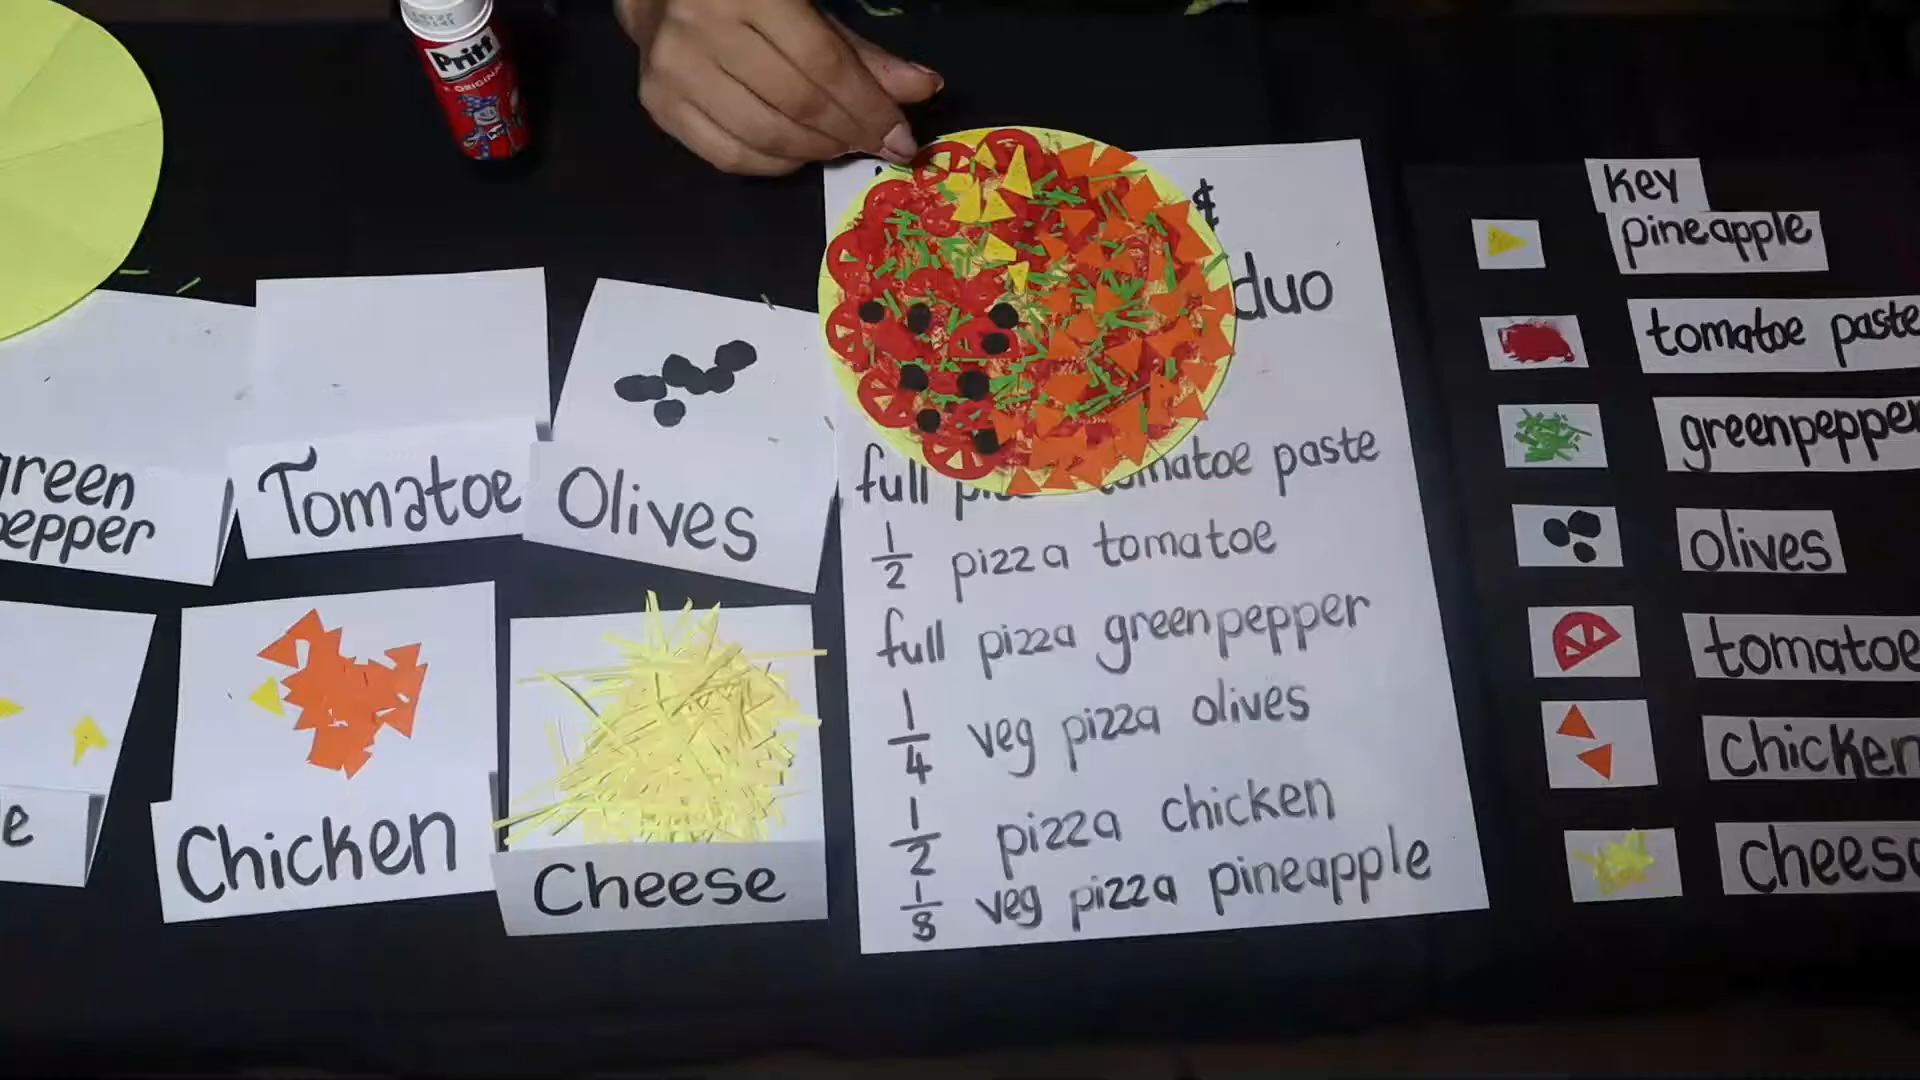 Pritt
ORIGINAL
green
pepper
Tomatoe
Olives
e
Chicken
Cheese
&
duo
full tomatoe paste
1/2 pizza tomatoe
full pizza greenpepper
1/4 veg pizza olives
1/2 pizza chicken
1/8 veg pizza pineapple
key
pineapple
tomatoe paste
greenpepper
olives
tomatoe
chicken
cheese